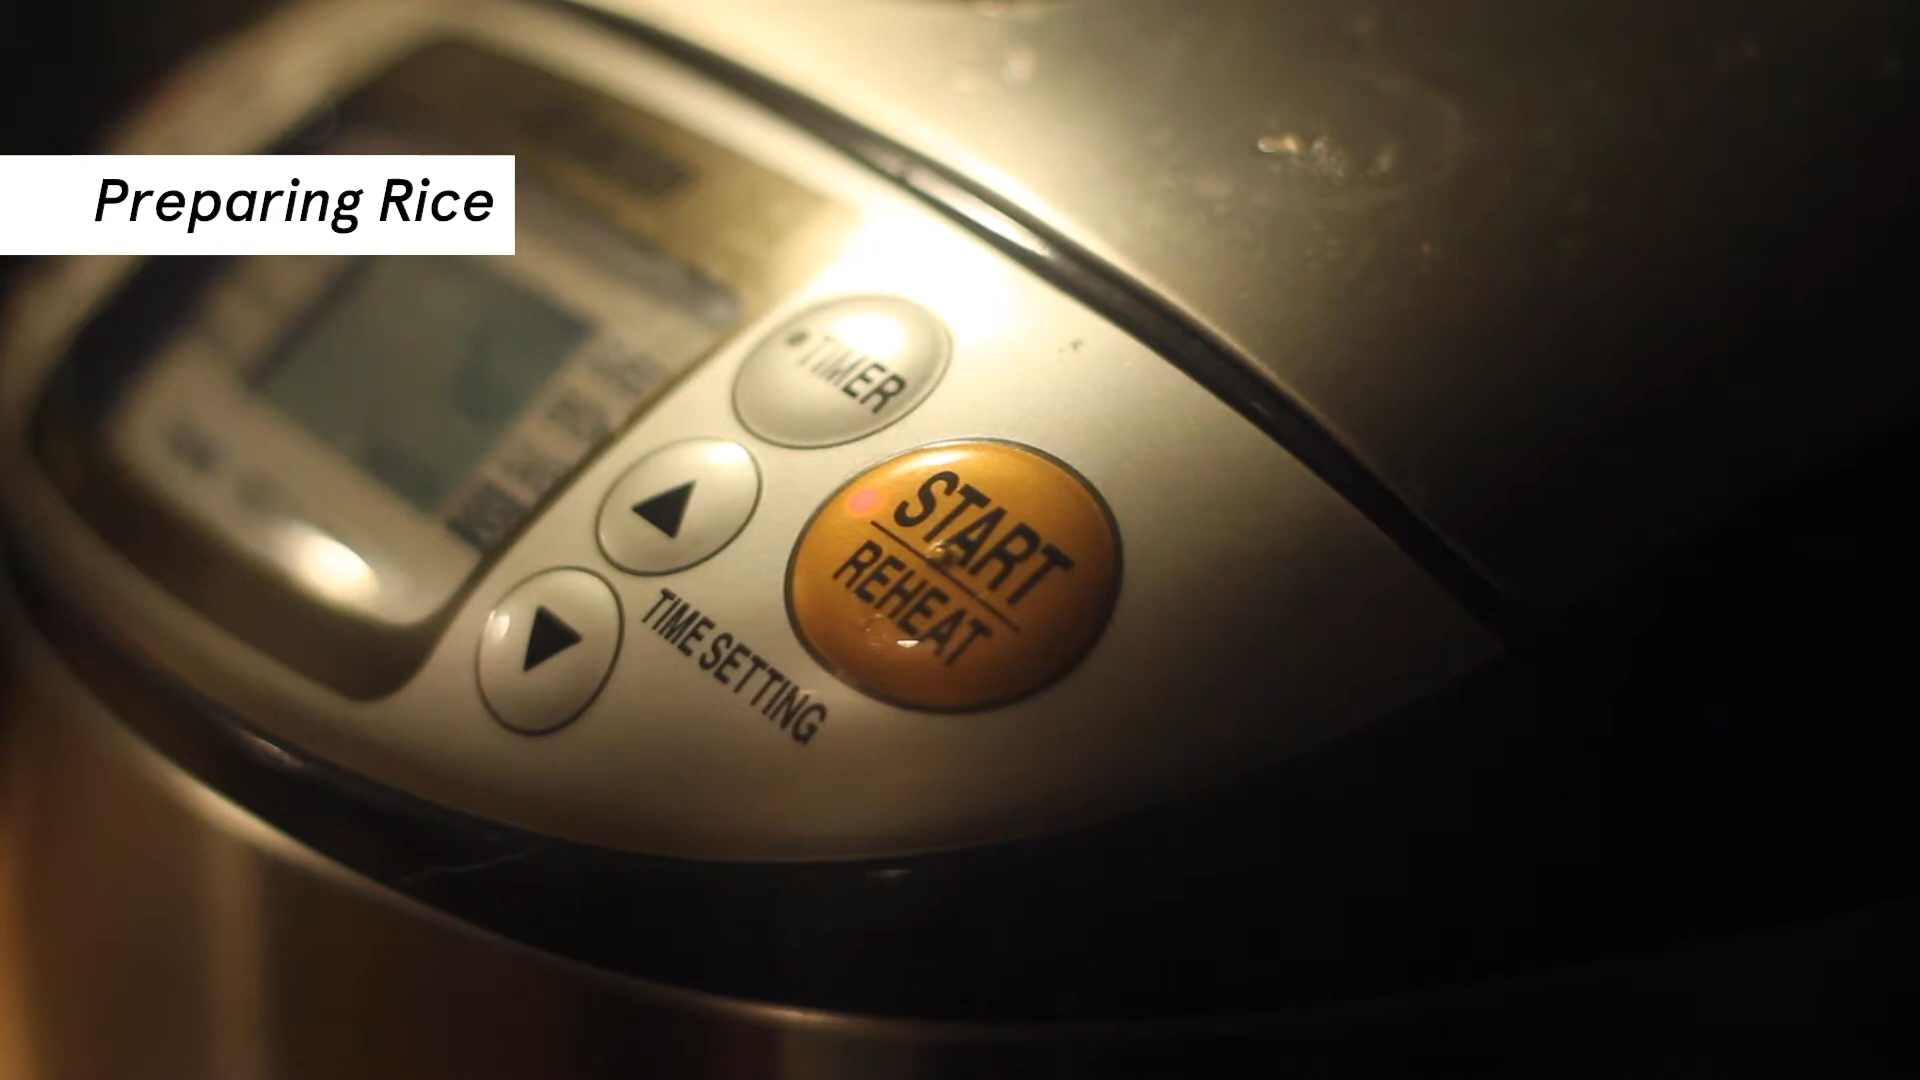 Preparing Rice
TIMER
START
REHEAT
TIME SETTING